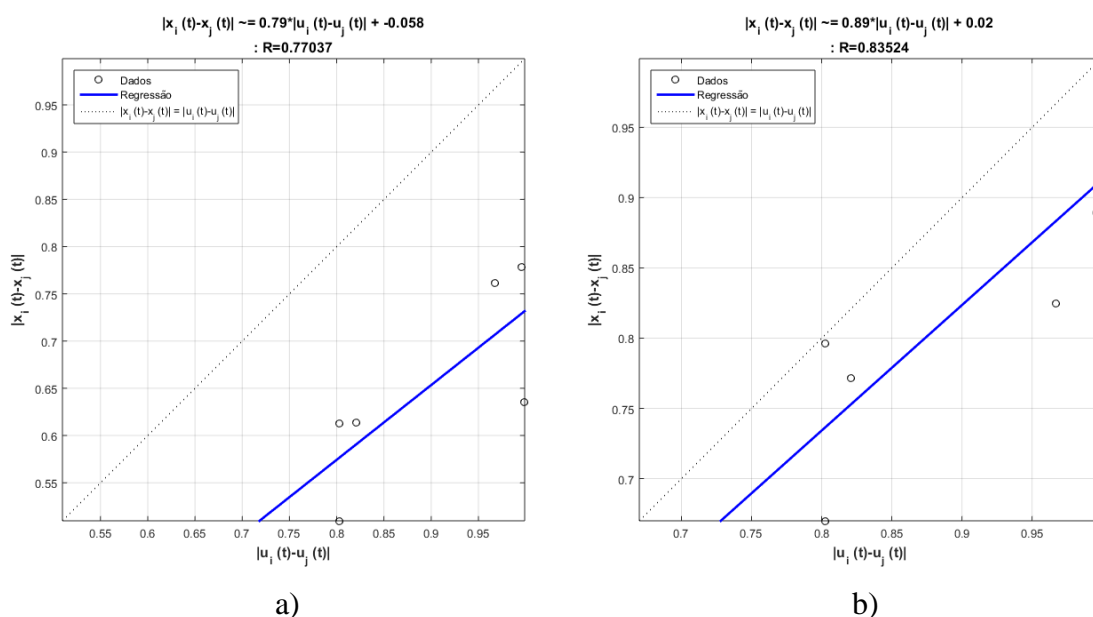 |x_i (t)-x_j (t)| ~= 0.79*|u_i (t)-u_j (t)| + -0.058
: R=0.77037
Dados
Regressão
|x_i (t)-x_j (t)| = |u_i (t)-u_j (t)|
0.95
0.9
0.85
0.8
0.75
0.7
0.65
0.6
0.55
|x_i (t)-x_j (t)|
0.55 0.6 0.65 0.7 0.75 0.8 0.85 0.9 0.95
|u_i (t)-u_j (t)|
a)
|x_i (t)-x_j (t)| ~= 0.89*|u_i (t)-u_j (t)| + 0.02
: R=0.83524
Dados
Regressão
|x_i (t)-x_j (t)| = |u_i (t)-u_j (t)|
0.95
0.9
0.85
0.8
0.75
0.7
|x_i (t)-x_j (t)|
0.7 0.75 0.8 0.85 0.9 0.95
|u_i (t)-u_j (t)|
b)